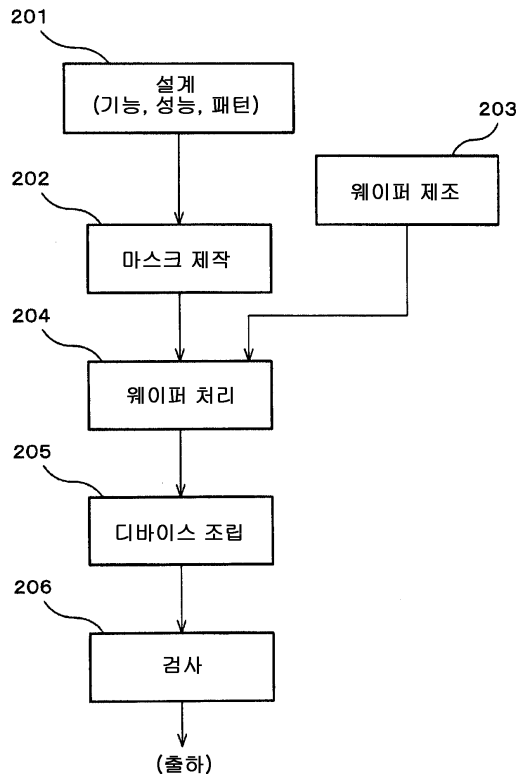 201
설계
(기능, 성능, 패턴)
203
웨이퍼 제조
202
마스크 제작
204
웨이퍼 처리
205
디바이스 조립
206
검사
(출하)